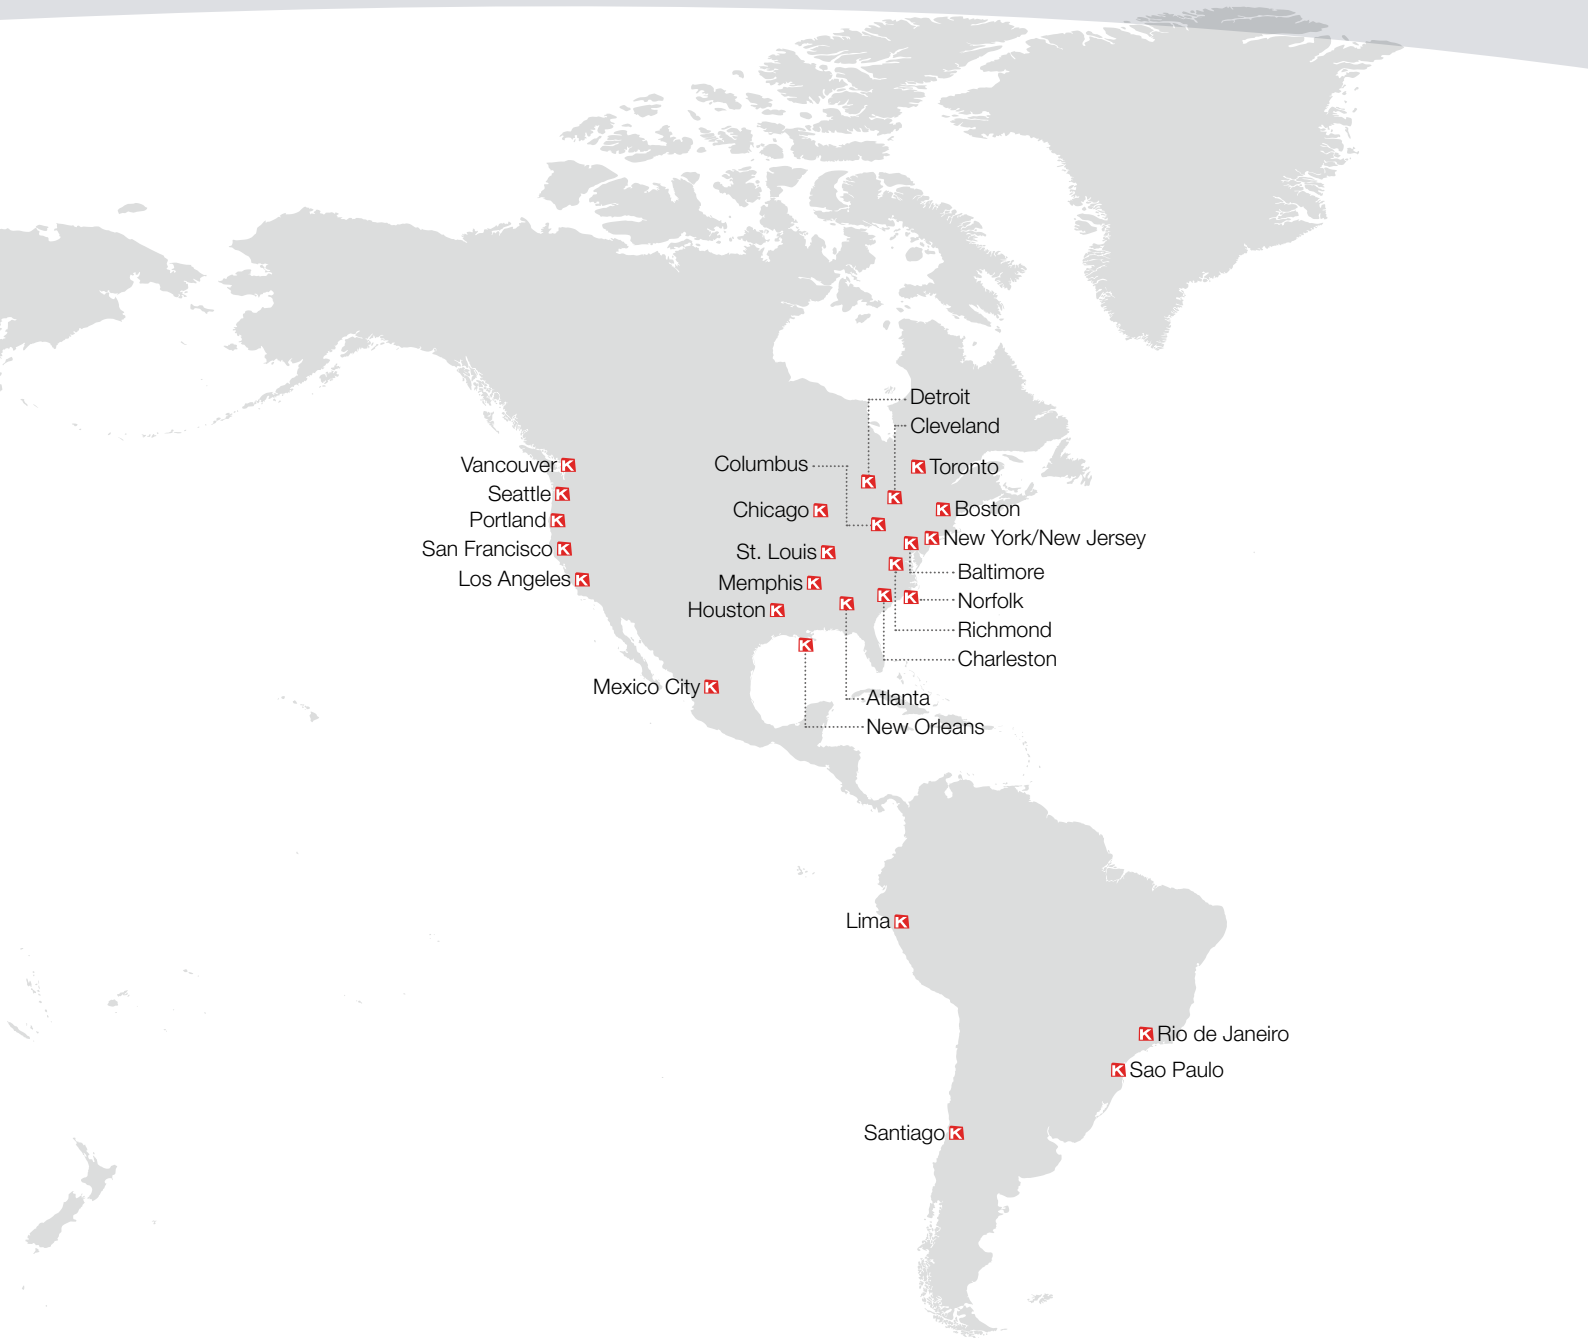 Detroit
Cleveland
Vancouver
Columbus
Toronto
Seattle
Chicago
Boston
Portland
New York/New Jersey
San Francisco
St. Louis
Baltimore
Los Angeles
Memphis
Norfolk
Houston
Richmond
Charleston
Mexico City
Atlanta
New Orleans
Lima
Rio de Janeiro
Sao Paulo
Santiago